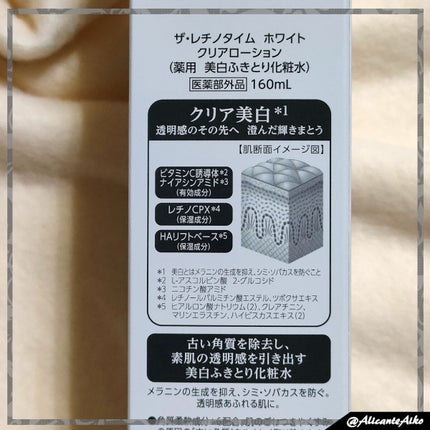 ザ・レチノタイム ホワイト
クリアローション
(薬用 美白ふきとり化粧水)
医薬部外品 160mL
クリア美白*1
透明感のその先へ 澄んだ輝きまとう
【肌断面イメージ図】
ビタミンC誘導体*2
ナイアシンアミド*3
(有効成分)
レチノCPX*4
(保湿成分)
HAリフトベース*5
(保湿成分)
*1 美白とはメラニンの生成を抑え、シミ・ソバカスを防ぐこと
*2 L-アスコルビン酸 2-グルコシド
*3 ニコチン酸アミド
*4 レチノールパルミチン酸エステル、ツボクサエキス
*5 ヒアルロン酸ナトリウム(2)、クレアチニン、
マリンエラスチン、ハイビスカスエキス(2)
古い角質を除去し、
素肌の透明感を引き出す
美白ふきとり化粧水
メラニンの生成を抑え、シミ・ソバカスを防ぐ。
透明感あふれる肌に。
@AlicanteAiko